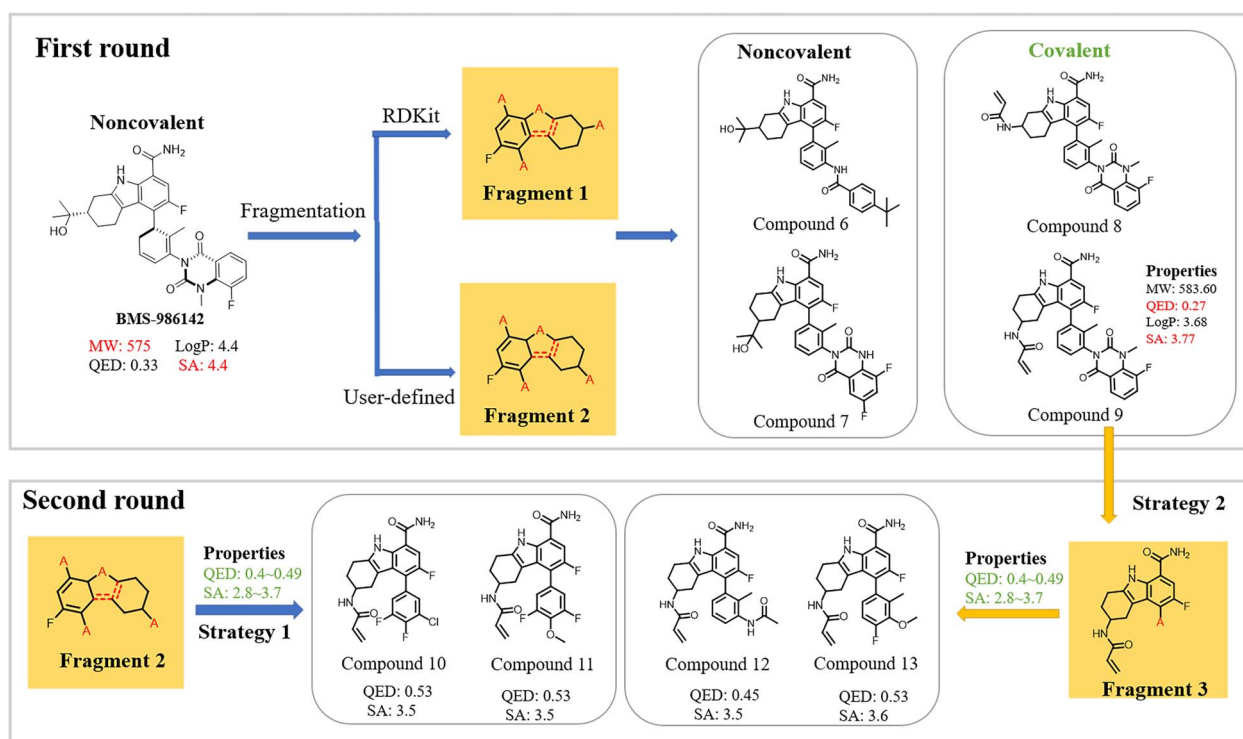 First round
Noncovalent
BMS-986142
MW: 575 LogP: 4.4
QED: 0.33 SA: 4.4
Fragmentation
RDKit
User-defined
Fragment 1
Fragment 2
Noncovalent
Compound 6
Compound 7
Covalent
Compound 8
Compound 9
Properties
MW: 583.60
QED: 0.27
LogP: 3.68
SA: 3.77
Strategy 2
Second round
Fragment 2
Properties
QED: 0.4~0.49
SA: 2.8~3.7
Strategy 1
Compound 10
QED: 0.53
SA: 3.5
Compound 11
QED: 0.53
SA: 3.5
Compound 12
QED: 0.45
SA: 3.5
Compound 13
QED: 0.53
SA: 3.6
Properties
QED: 0.4~0.49
SA: 2.8~3.7
Fragment 3